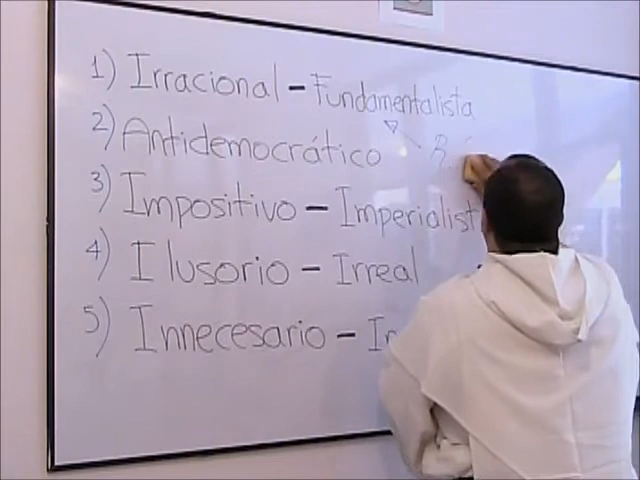 1) Irracional - Fundamentalista
2) Antidemocrático
3) Impositivo - Imperialist
4) Ilusorio - Irreal
5) Innecesario - In